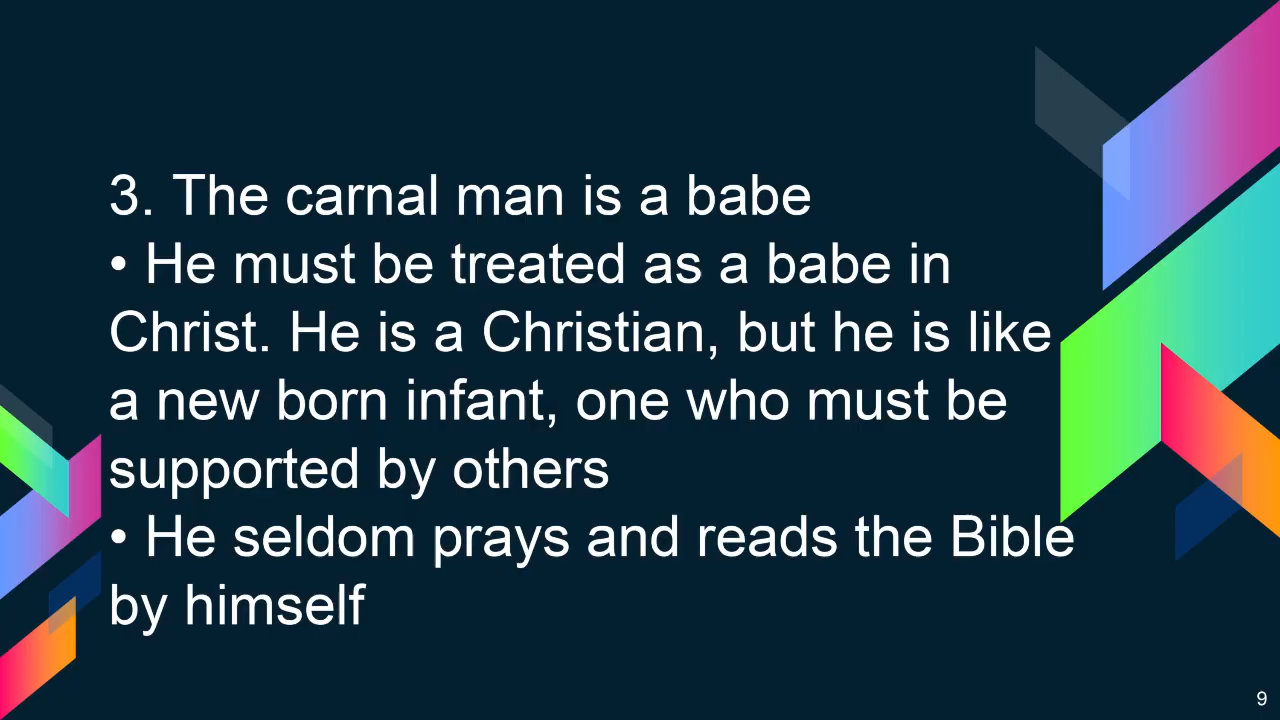 3. The carnal man is a babe
• He must be treated as a babe in
Christ. He is a Christian, but he is like
a new born infant, one who must be
supported by others
• He seldom prays and reads the Bible
by himself
9